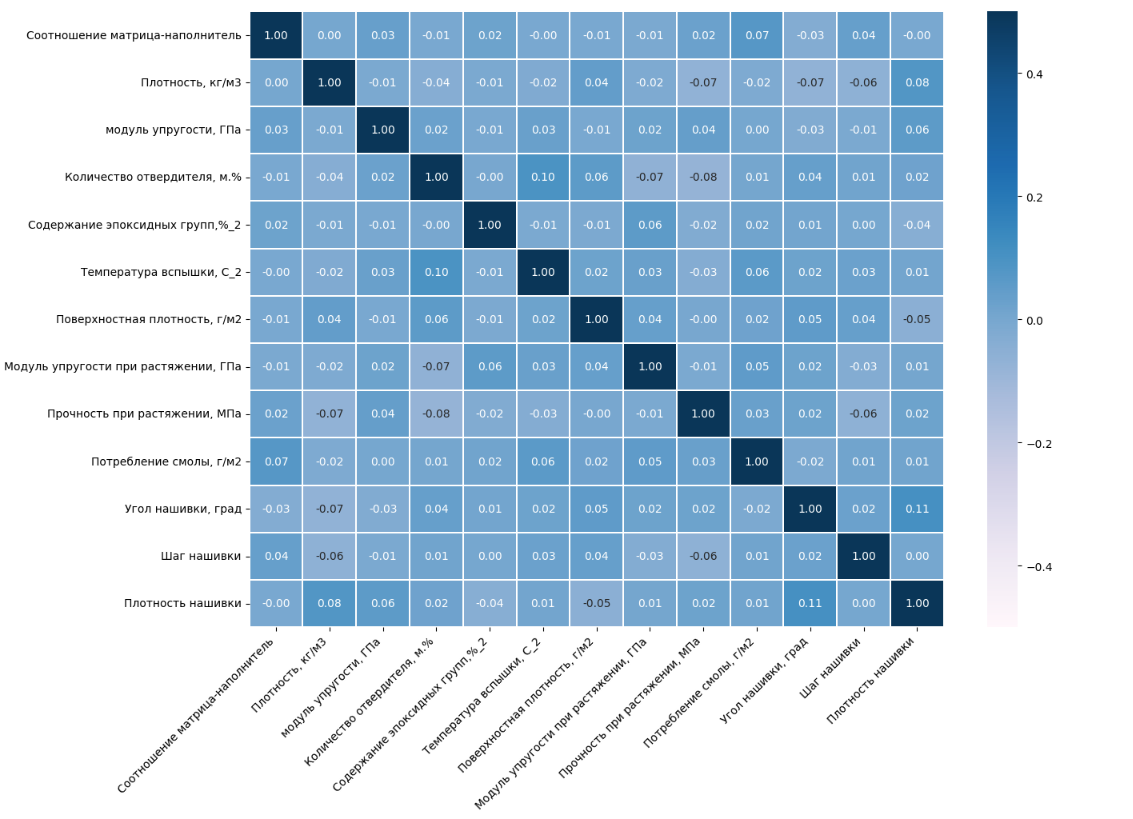 Соотношение матрица-наполнитель 1.00 0.00 0.03 -0.01 0.02 -0.00 -0.01 -0.01 0.02 0.07 -0.03 0.04 -0.00
Плотность, кг/м3 0.00 1.00 -0.01 -0.04 -0.01 -0.02 0.04 -0.02 -0.07 -0.02 -0.07 -0.06 0.08
модуль упругости, ГПа 0.03 -0.01 1.00 0.02 -0.01 0.03 -0.01 0.02 0.04 0.00 -0.03 -0.01 0.06
Количество отвердителя, м.% -0.01 -0.04 0.02 1.00 -0.00 0.10 0.06 -0.07 -0.08 0.01 0.04 0.01 0.02
Содержание эпоксидных групп,%_2 0.02 -0.01 -0.01 -0.00 1.00 -0.01 -0.01 0.06 -0.02 0.02 0.01 0.00 -0.04
Температура вспышки, С_2 -0.00 -0.02 0.03 0.10 -0.01 1.00 0.02 0.03 -0.03 0.06 0.02 0.03 0.01
Поверхностная плотность, г/м2 -0.01 0.04 -0.01 0.06 -0.01 0.02 1.00 0.04 -0.00 0.02 0.05 0.04 -0.05
Модуль упругости при растяжении, ГПа -0.01 -0.02 0.02 -0.07 0.06 0.03 0.04 1.00 -0.01 0.05 0.02 -0.03 0.01
Прочность при растяжении, МПа 0.02 -0.07 0.04 -0.08 -0.02 -0.03 -0.00 -0.01 1.00 0.03 0.02 -0.06 0.02
Потребление смолы, г/м2 0.07 -0.02 0.00 0.01 0.02 0.06 0.02 0.05 0.03 1.00 -0.02 0.01 0.01
Угол нашивки, град -0.03 -0.07 -0.03 0.04 0.01 0.02 0.05 0.02 0.02 -0.02 1.00 0.02 0.11
Шаг нашивки 0.04 -0.06 -0.01 0.01 0.00 0.03 0.04 -0.03 -0.06 0.01 0.02 1.00 0.00
Плотность нашивки -0.00 0.08 0.06 0.02 -0.04 0.01 -0.05 0.01 0.02 0.01 0.11 0.00 1.00
Соотношение матрица-наполнитель
Плотность, кг/м3
модуль упругости, ГПа
Количество отвердителя, м.%
Содержание эпоксидных групп,%_2
Температура вспышки, С_2
Поверхностная плотность, г/м2
Модуль упругости при растяжении, ГПа
Прочность при растяжении, МПа
Потребление смолы, г/м2
Угол нашивки, град
Шаг нашивки
Плотность нашивки
0.4
0.2
0.0
−0.2
−0.4